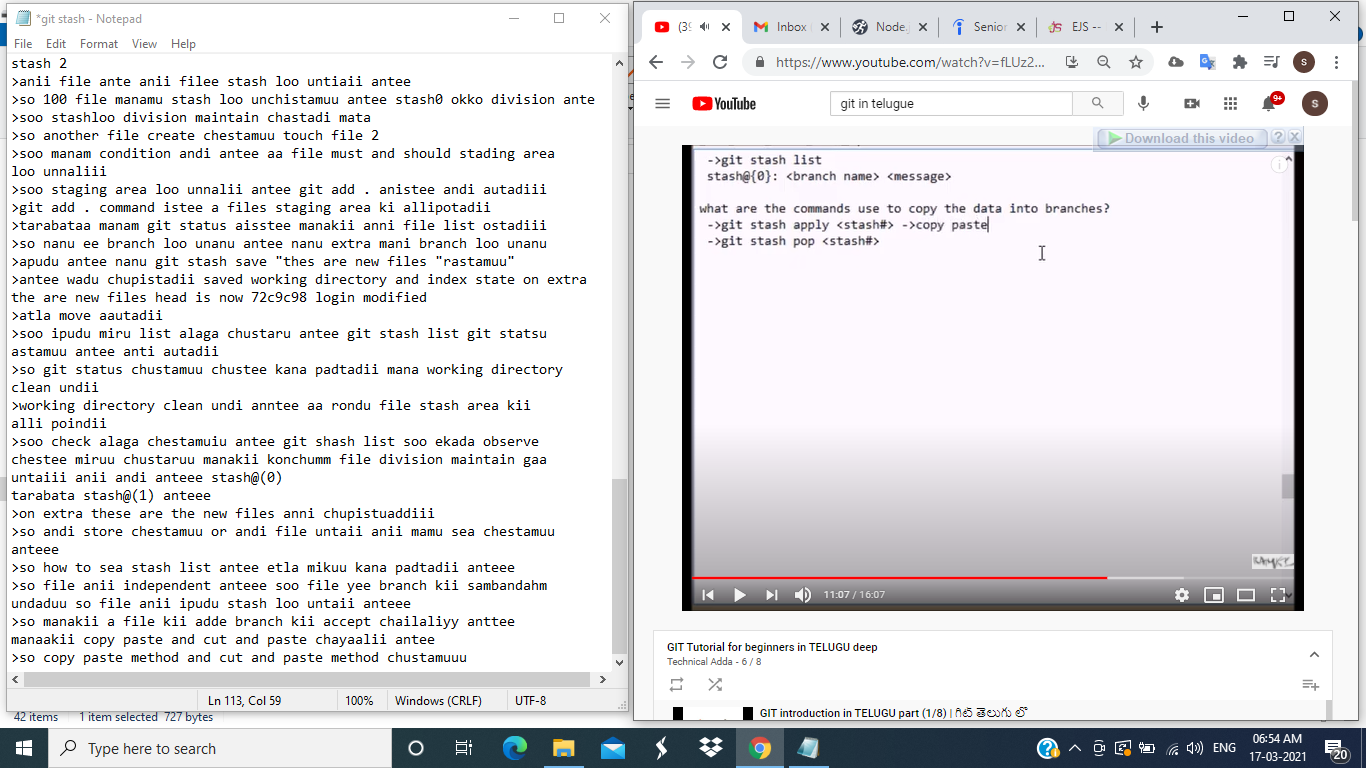 *git stash - Notepad
File Edit Format View Help
stash 2
>anii file ante anii filee stash loo untiaii antee
>so 100 file manamu stash loo unchistamuu antee stash0 okko division ante
>soo stashloo division maintain chastadi mata
>so another file create chestamuu touch file 2
>soo manam condition andi antee aa file must and should stading area
loo unnaliii
>soo staging area loo unnalii antee git add . anistee andi autadiii
>git add . command istee a files staging area ki allipotadii
>tarabataa manam git status aisstee manakii anni file list ostadiii
>so nanu ee branch loo unanu antee nanu extra mani branch loo unanu
>apudu antee nanu git stash save "thes are new files "rastamuu"
>antee wadu chupistadii saved working directory and index state on extra
the are new files head is now 72c9c98 login modified
>atla move aautadii
>soo ipudu miru list alaga chustaru antee git stash list git statsu
astamuu antee anti autadii
>so git status chustamuu chustee kana padtadii mana working directory
clean undii
>working directory clean undi anntee aa rondu file stash area kii
alli poindii
>soo check alaga chestamuiu antee git shash list soo ekada observe
chestee miruu chustaruu manakii konchumm file division maintain gaa
untaiii anii andi anteee stash@(0)
tarabata stash@(1) anteee
>on extra these are the new files anni chupistuaddiii
>so andi store chestamuu or andi file untaii anii mamu sea chestamuu
anteee
>so how to sea stash list antee etla mikuu kana padtadii anteee
>so file anii independent anteee soo file yee branch kii sambandahm
undaduu so file anii ipudu stash loo untaii anteee
>so manakii a file kii adde branch kii accept chailaliyy anttee
manaakii copy paste and cut and paste chayaalii antee
>so copy paste method and cut and paste method chustamuuu
Ln 113, Col 59 100% Windows (CRLF) UTF-8
42 items 1 item selected 727 bytes
(39 Inbox Node. Senior EJS --
https://www.youtube.com/watch?v=fLUz2...
S
YouTube
git in telugue
9+
S
Download this video ?
->git stash list
stash@{0}: <branch name> <message>
what are the commands use to copy the data into branches?
->git stash apply <stash#> ->copy paste
->git stash pop <stash#>
11:07 / 16:07
GIT Tutorial for beginners in TELUGU deep
Technical Adda - 6 / 8
GIT introduction in TELUGU part (1/8) | గిట్ తెలుగు లో
Type here to search
ENG
06:54 AM
17-03-2021
20